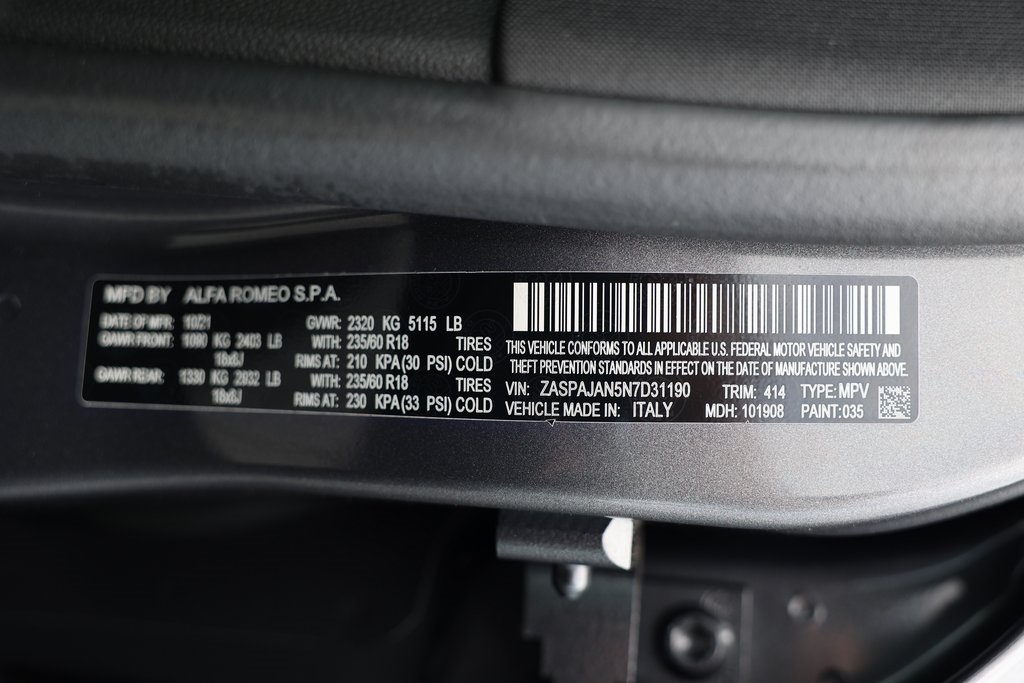 MFD BY ALFA ROMEO S.P.A.
DATE OF MFR: 10/21 GVWR: 2320 KG 5115 LB
GAWR FRONT: 1090 KG 2403 LB WITH: 235/60 R18 TIRES
18x8J RIMS AT: 210 KPA(30 PSI) COLD
GAWR REAR: 1330 KG 2932 LB WITH: 235/60 R18 TIRES
18x8J RIMS AT: 230 KPA(33 PSI) COLD
THIS VEHICLE CONFORMS TO ALL APPLICABLE U.S. FEDERAL MOTOR VEHICLE SAFETY AND
THEFT PREVENTION STANDARDS IN EFFECT ON THE DATE OF MANUFACTURE SHOWN ABOVE.
VIN: ZASPAJAN5N7D31190 TRIM: 414 TYPE: MPV
VEHICLE MADE IN: ITALY MDH: 101908 PAINT: 035